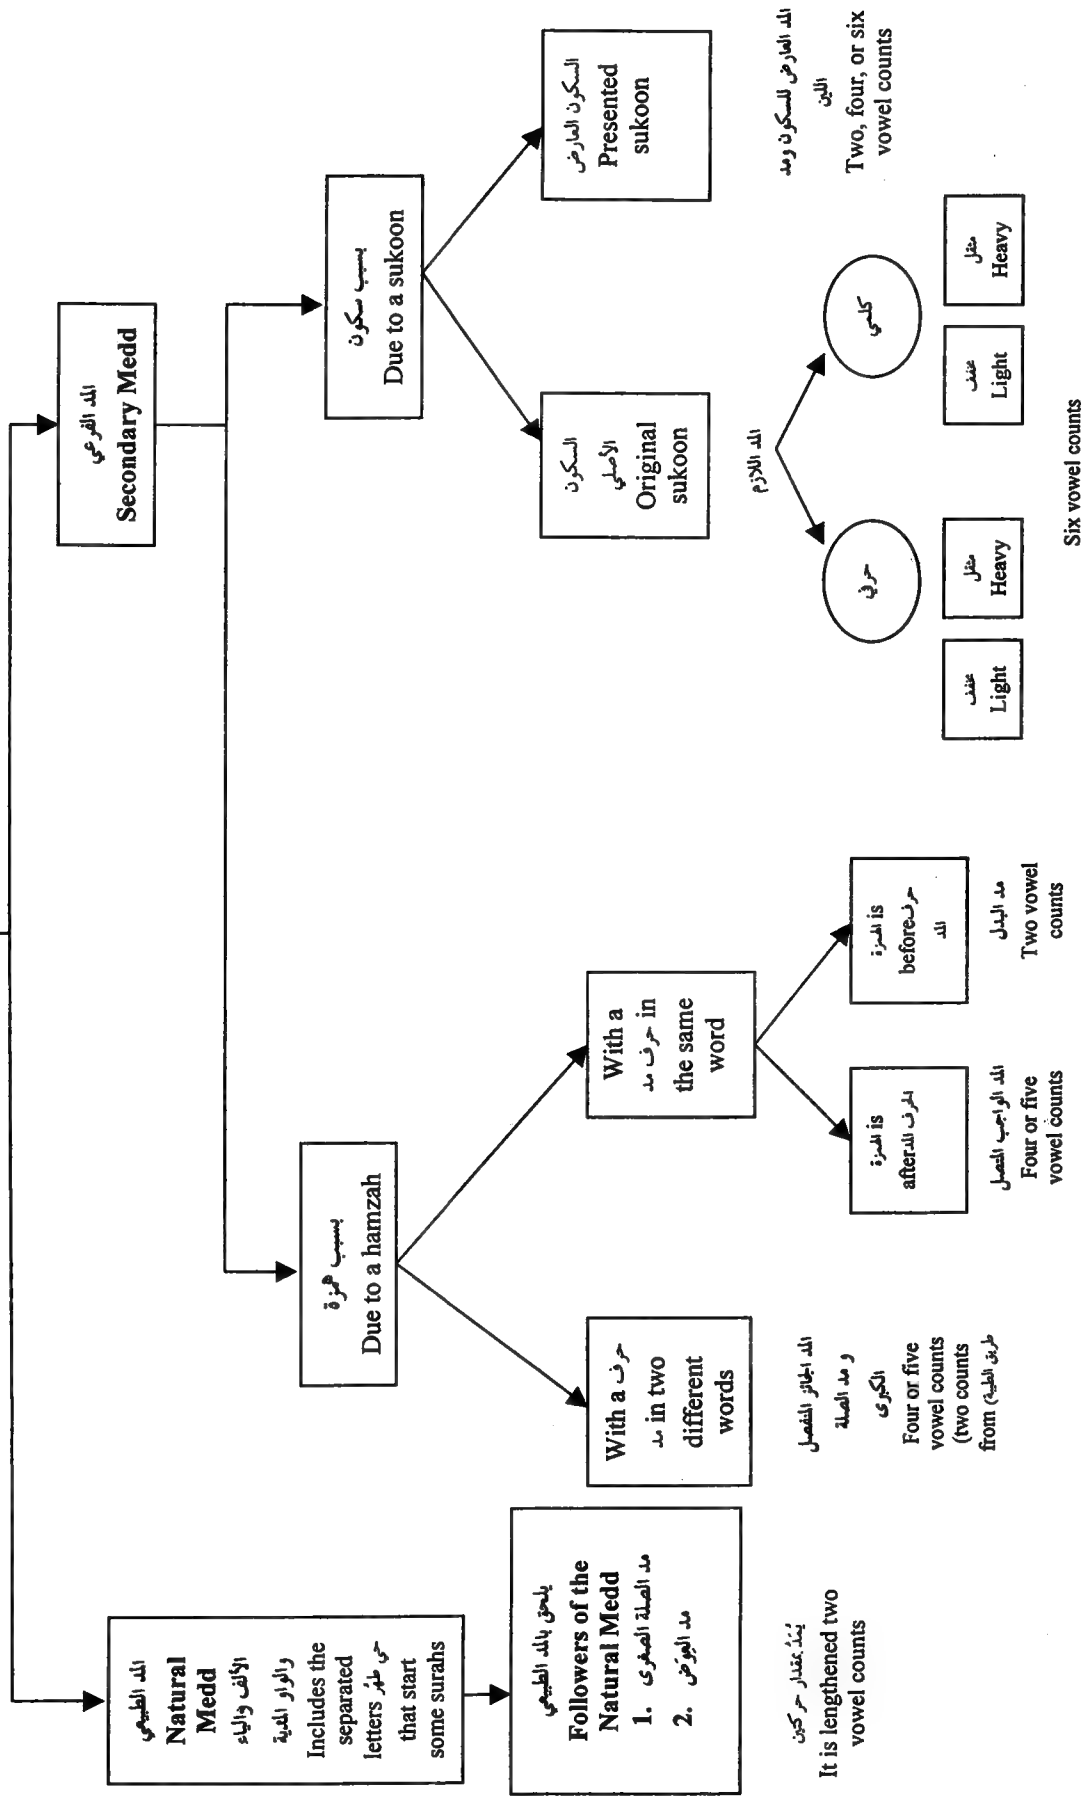 المد الطبيعي
Natural
Medd
الألف والياء
والواو المدية
Includes the
separated
letters حي طهر
that start
some surahs
يلحق بالمد الطبيعي
Followers of the
Natural Medd
1. مد الصلة الصغرى
2. مد العِوَض
يُمَدُّ بمقدار حركتين
It is lengthened two
vowel counts
المد الفرعي
Secondary Medd
بسبب همزة
Due to a hamzah
With a حرف
مد in two
different
words
المد الجائز المنفصل
و مد الصلة
الكبرى
Four or five
vowel counts
(two counts
from طريق الطيبة)
With a
حرف مد in
the same
word
الهمزة is
after الحرف المد
المد الواجب المتصل
Four or five
vowel counts
الهمزة is
before حرف
المد
مد البدل
Two vowel
counts
بسبب سكون
Due to a sukoon
السكون
الأصلي
Original
sukoon
المد اللازم
حرفي
مخفف
Light
مثقل
Heavy
كلمي
مخفف
Light
مثقل
Heavy
Six vowel counts
السكون العارض
Presented
sukoon
المد العارض للسكون ومد
اللين
Two, four, or six
vowel counts